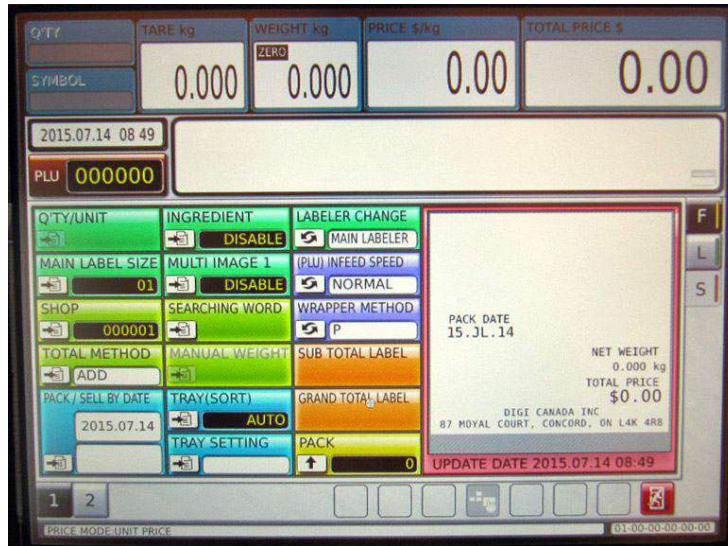 Q'TY
TARE kg
WEIGHT kg
PRICE $/kg
TOTAL PRICE $
ZERO
SYMBOL
0.000
0.000
0.00
0.00
2015.07.14 08 49
PLU 000000
Q'TY/UNIT
INGREDIENT
DISABLE
LABELER CHANGE
MAIN LABELER
MAIN LABEL SIZE
01
MULTI IMAGE 1
DISABLE
(PLU) INFEED SPEED
NORMAL
SHOP
000001
SEARCHING WORD
WRAPPER METHOD
P
TOTAL METHOD
ADD
MANUAL WEIGHT
SUB TOTAL LABEL
PACK / SELL BY DATE
2015.07.14
TRAY(SORT)
AUTO
GRAND TOTAL LABEL
TRAY SETTING
PACK
0
PACK DATE
15.JL.14
NET WEIGHT
0.000 kg
TOTAL PRICE
$0.00
DIGI CANADA INC
87 MOYAL COURT, CONCORD, ON L4K 4R8
UPDATE DATE 2015.07.14 08:49
F
L
S
1 2
PRICE MODE:UNIT PRICE
01-00-00-00-00-00